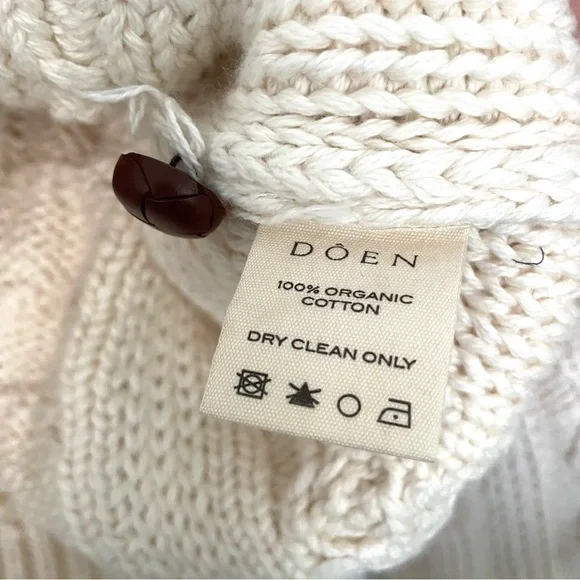 DÔEN
100% ORGANIC
COTTON
DRY CLEAN ONLY